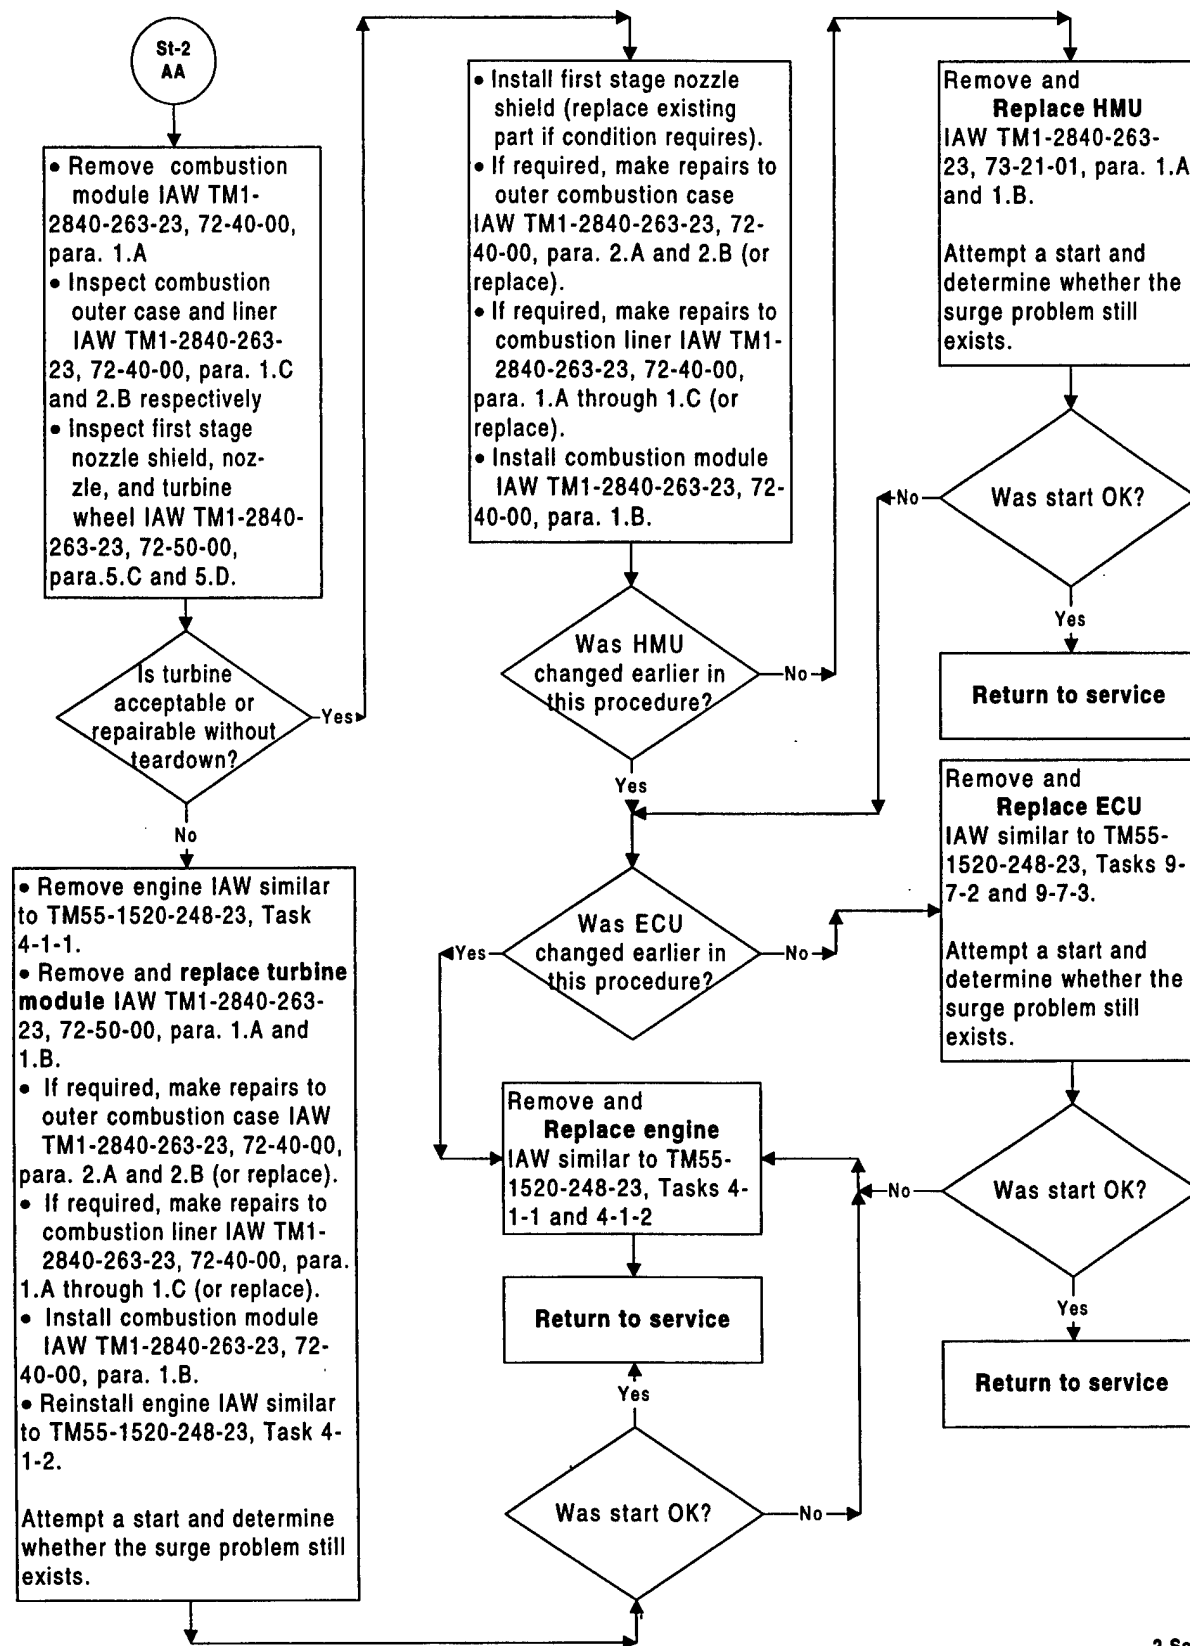 St-2
AA
• Remove combustion
module IAW TM1-
2840-263-23, 72-40-00,
para. 1.A
• Inspect combustion
outer case and liner
IAW TM1-2840-263-
23, 72-40-00, para. 1.C
and 2.B respectively
• Inspect first stage
nozzle shield, noz-
zle, and turbine
wheel IAW TM1-2840-
263-23, 72-50-00,
para.5.C and 5.D.
Is turbine
acceptable or
repairable without
teardown?
Yes
No
• Remove engine IAW similar
to TM55-1520-248-23, Task
4-1-1.
• Remove and replace turbine
module IAW TM1-2840-263-
23, 72-50-00, para. 1.A and
1.B.
• If required, make repairs to
outer combustion case IAW
TM1-2840-263-23, 72-40-00,
para. 2.A and 2.B (or replace).
• If required, make repairs to
combustion liner IAW TM1-
2840-263-23, 72-40-00, para.
1.A through 1.C (or replace).
• Install combustion module
IAW TM1-2840-263-23, 72-
40-00, para. 1.B.
• Reinstall engine IAW similar
to TM55-1520-248-23, Task 4-
1-2.
Attempt a start and determine
whether the surge problem still
exists.
• Install first stage nozzle
shield (replace existing
part if condition requires).
• If required, make repairs to
outer combustion case
IAW TM1-2840-263-23, 72-
40-00, para. 2.A and 2.B (or
replace).
• If required, make repairs to
combustion liner IAW TM1-
2840-263-23, 72-40-00,
para. 1.A through 1.C (or
replace).
• Install combustion module
IAW TM1-2840-263-23, 72-
40-00, para. 1.B.
Was HMU
changed earlier in
this procedure?
No
Yes
Was ECU
changed earlier in
this procedure?
Yes
No
Remove and
Replace engine
IAW similar to TM55-
1520-248-23, Tasks 4-
1-1 and 4-1-2
Return to service
Yes
Was start OK?
No
Remove and
Replace HMU
IAW TM1-2840-263-
23, 73-21-01, para. 1.A
and 1.B.
Attempt a start and
determine whether the
surge problem still
exists.
Was start OK?
No
Yes
Return to service
Remove and
Replace ECU
IAW similar to TM55-
1520-248-23, Tasks 9-
7-2 and 9-7-3.
Attempt a start and
determine whether the
surge problem still
exists.
Was start OK?
No
Yes
Return to service